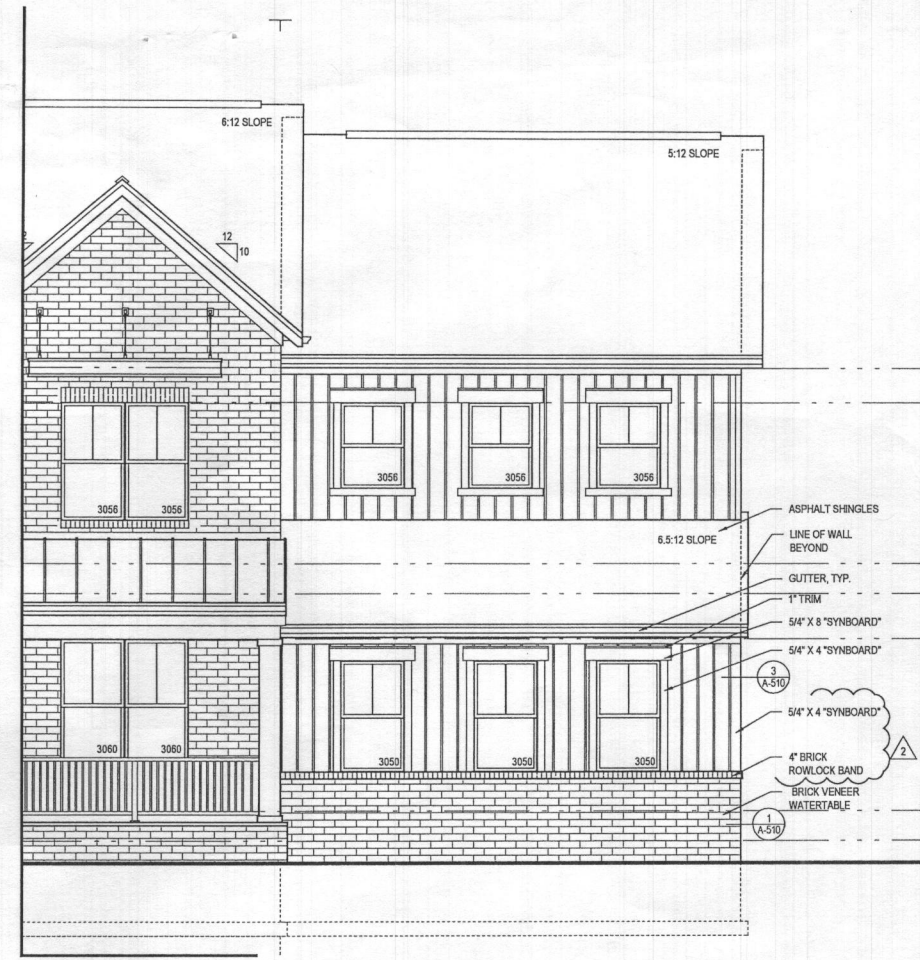 6:12 SLOPE
5:12 SLOPE
12
10
3056
3056
3056
3056
3056
6.5:12 SLOPE
ASPHALT SHINGLES
LINE OF WALL
BEYOND
GUTTER, TYP.
1" TRIM
5/4" X 8 "SYNBOARD"
5/4" X 4 "SYNBOARD"
3
A-510
5/4" X 4 "SYNBOARD"
2
3060
3060
3050
3050
3050
4" BRICK
ROWLOCK BAND
BRICK VENEER
WATERTABLE
1
A-510